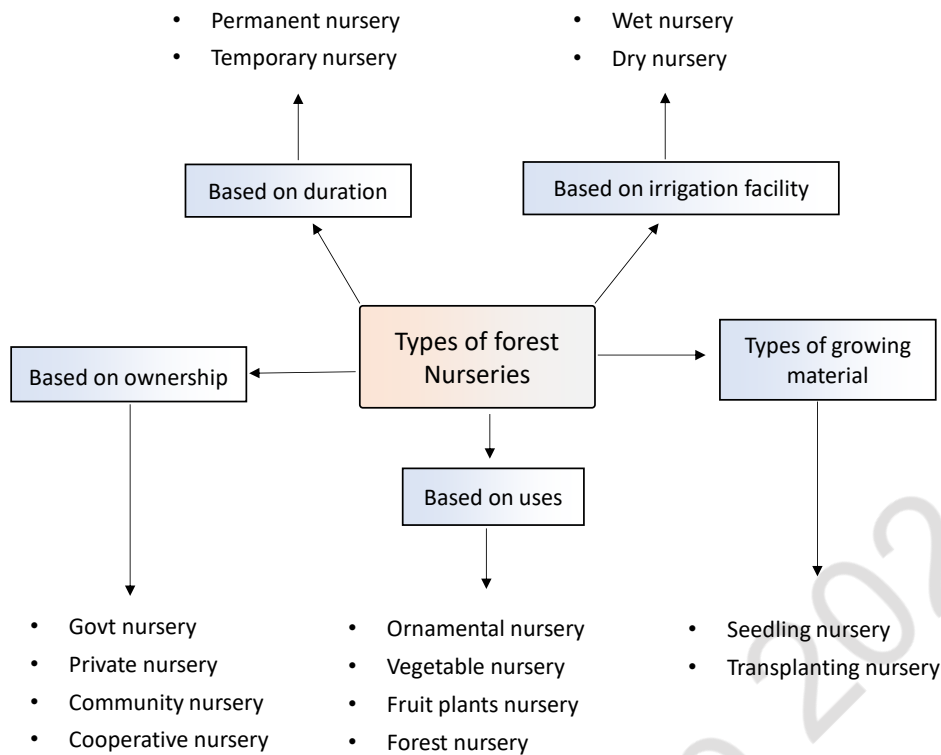 • Permanent nursery
• Temporary nursery
• Wet nursery
• Dry nursery
Based on duration
Based on irrigation facility
Types of forest
Nurseries
Based on ownership
Types of growing
material
Based on uses
• Govt nursery
• Private nursery
• Community nursery
• Cooperative nursery
• Ornamental nursery
• Vegetable nursery
• Fruit plants nursery
• Forest nursery
• Seedling nursery
• Transplanting nursery